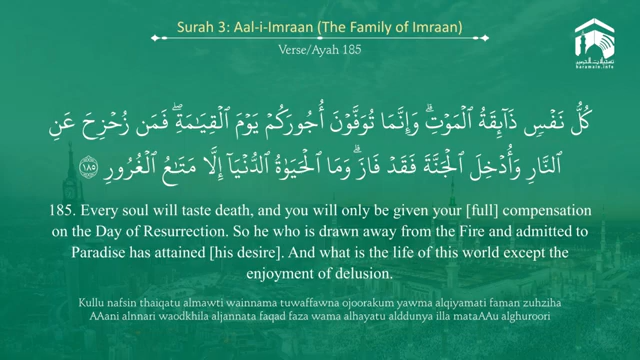 Surah 3: Aal-i-Imraan (The Family of Imraan)
Verse/Ayah 185
haramain.info
كُلُّ نَفْسٍ ذَآئِقَةُ ٱلْمَوْتِ ۗ وَإِنَّمَا تُوَفَّوْنَ أُجُورَكُمْ يَوْمَ ٱلْقِيَـٰمَةِ ۖ فَمَن زُحْزِحَ عَنِ
ٱلنَّارِ وَأُدْخِلَ ٱلْجَنَّةَ فَقَدْ فَازَ ۗ وَمَا ٱلْحَيَوٰةُ ٱلدُّنْيَآ إِلَّا مَتَـٰعُ ٱلْغُرُورِ ١٨٥
185. Every soul will taste death, and you will only be given your [full] compensation
on the Day of Resurrection. So he who is drawn away from the Fire and admitted to
Paradise has attained [his desire]. And what is the life of this world except the
enjoyment of delusion.
Kullu nafsin thaiqatu almawti wainnama tuwaffawna ojoorakum yawma alqiyamati faman zuhziha
AAani alnnari waodkhila aljannata faqad faza wama alhayatu alddunya illa mataAAu alghuroori